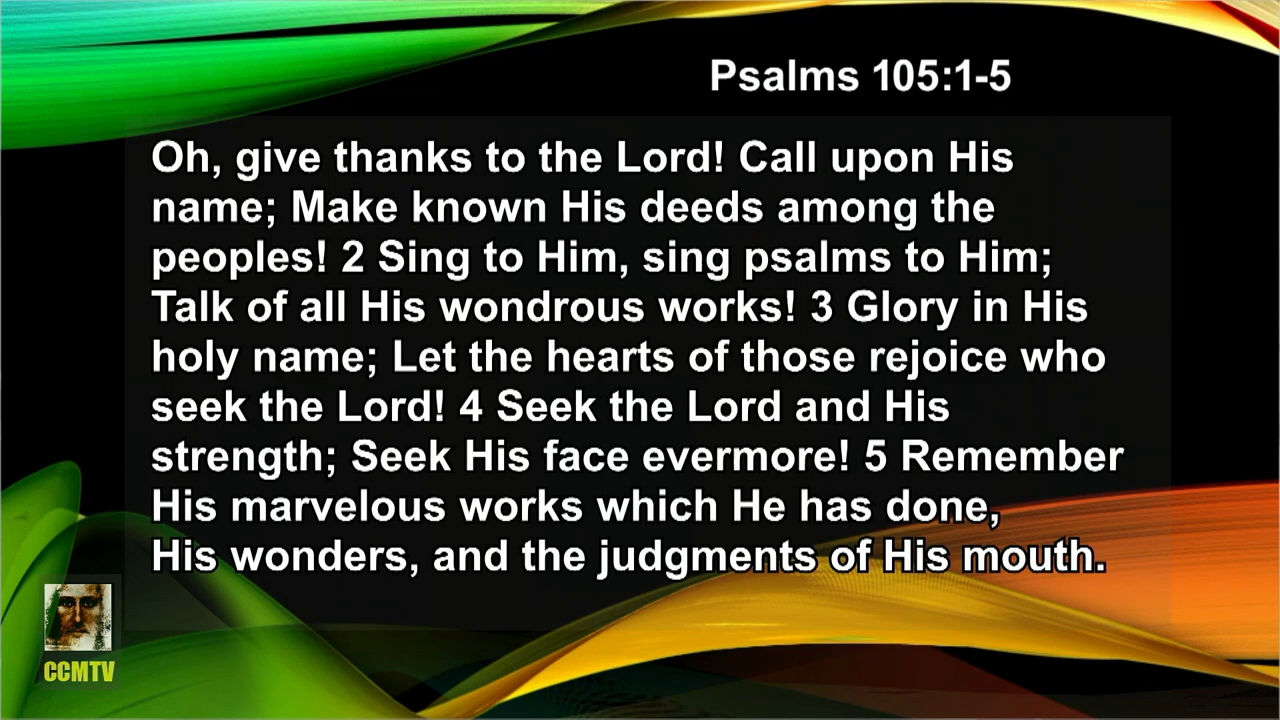 Psalms 105:1-5
Oh, give thanks to the Lord! Call upon His
name; Make known His deeds among the
peoples! 2 Sing to Him, sing psalms to Him;
Talk of all His wondrous works! 3 Glory in His
holy name; Let the hearts of those rejoice who
seek the Lord! 4 Seek the Lord and His
strength; Seek His face evermore! 5 Remember
His marvelous works which He has done,
His wonders, and the judgments of His mouth.
CCMTV